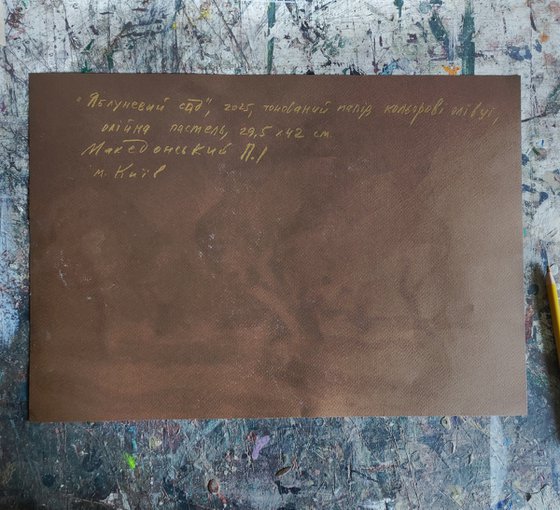 "Яблуневий сад", 2025, тонований папір кольорові олівці,
олійна пастель, 29,5 x 42 см.
Македонський П.
м. Київ